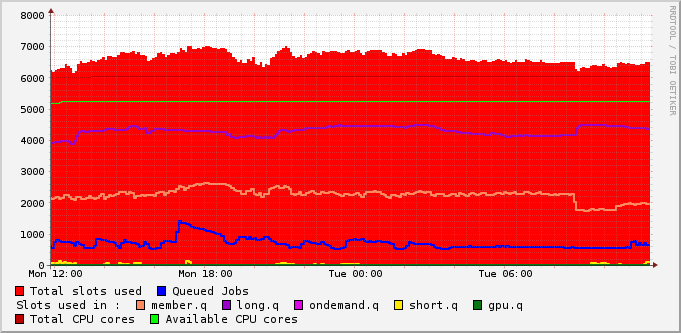 8000
7000
6000
5000
4000
3000
2000
1000
0
Mon 12:00 Mon 18:00 Tue 00:00 Tue 06:00
Total slots used Queued Jobs
Slots used in : member.q long.q ondemand.q short.q gpu.q
Total CPU cores Available CPU cores
RRDTOOL / TOBI OETIKER